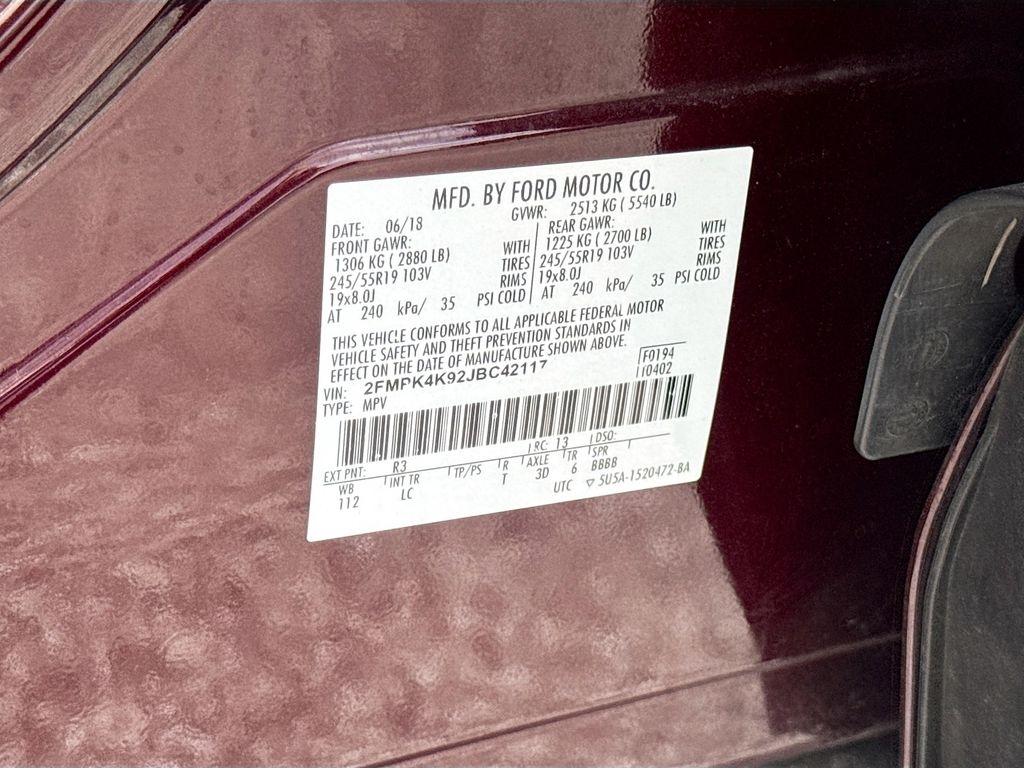 MFD. BY FORD MOTOR CO.
DATE: 06/18 GVWR: 2513 KG ( 5540 LB)
FRONT GAWR: REAR GAWR:
1306 KG ( 2880 LB) WITH 1225 KG ( 2700 LB) WITH
245/55R19 103V TIRES 245/55R19 103V TIRES
19x8.0J RIMS 19x8.0J RIMS
AT 240 kPa/ 35 PSI COLD AT 240 kPa/ 35 PSI COLD
THIS VEHICLE CONFORMS TO ALL APPLICABLE FEDERAL MOTOR
VEHICLE SAFETY AND THEFT PREVENTION STANDARDS IN
EFFECT ON THE DATE OF MANUFACTURE SHOWN ABOVE.
VIN: 2FMPK4K92JBC42117 F0194
TYPE: MPV 10402
EXT PNT: R3 RC: 13 DSO:
WB INT TR TP/PS R AXLE TR SPR
112 LC T 3D 6 BBBB
UTC ▽ 5U5A-1520472-BA